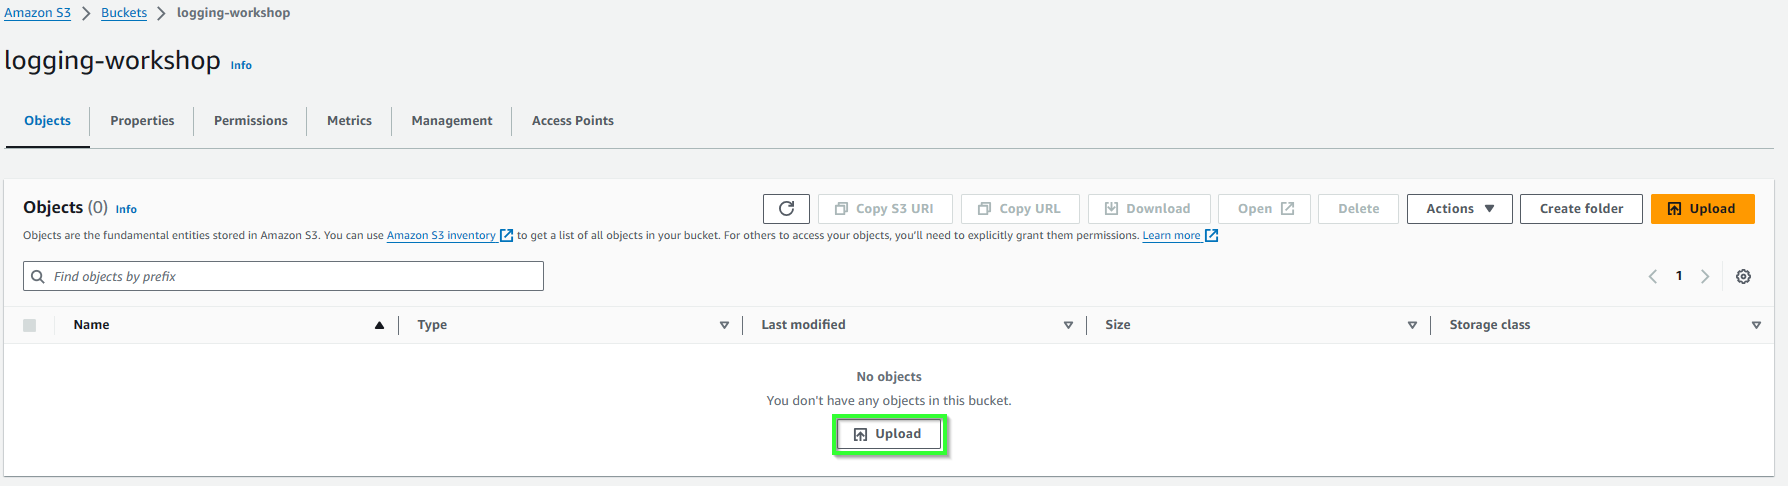 Amazon S3 > Buckets > logging-workshop
logging-workshop Info
Objects Properties Permissions Metrics Management Access Points
Objects (0) Info Copy S3 URI Copy URL Download Open Delete Actions Create folder Upload
Objects are the fundamental entities stored in Amazon S3. You can use Amazon S3 inventory to get a list of all objects in your bucket. For others to access your objects, you'll need to explicitly grant them permissions. Learn more
Find objects by prefix < 1 >
Name Type Last modified Size Storage class
No objects
You don't have any objects in this bucket.
Upload